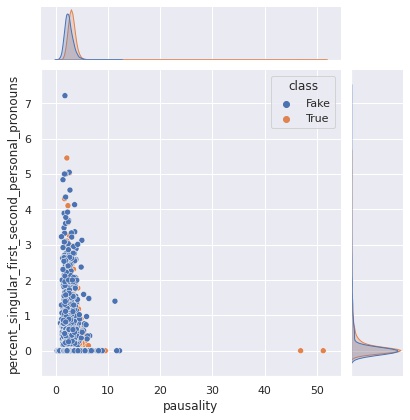 class
Fake
True
percent_singular_first_second_personal_pronouns
7
6
5
4
3
2
1
0
0 10 20 30 40 50
pausality